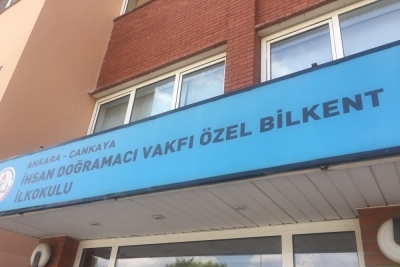 ANKARA - ÇANKAYA
İHSAN DOĞRAMACI VAKFI ÖZEL BİLKENT
İLKOKULU